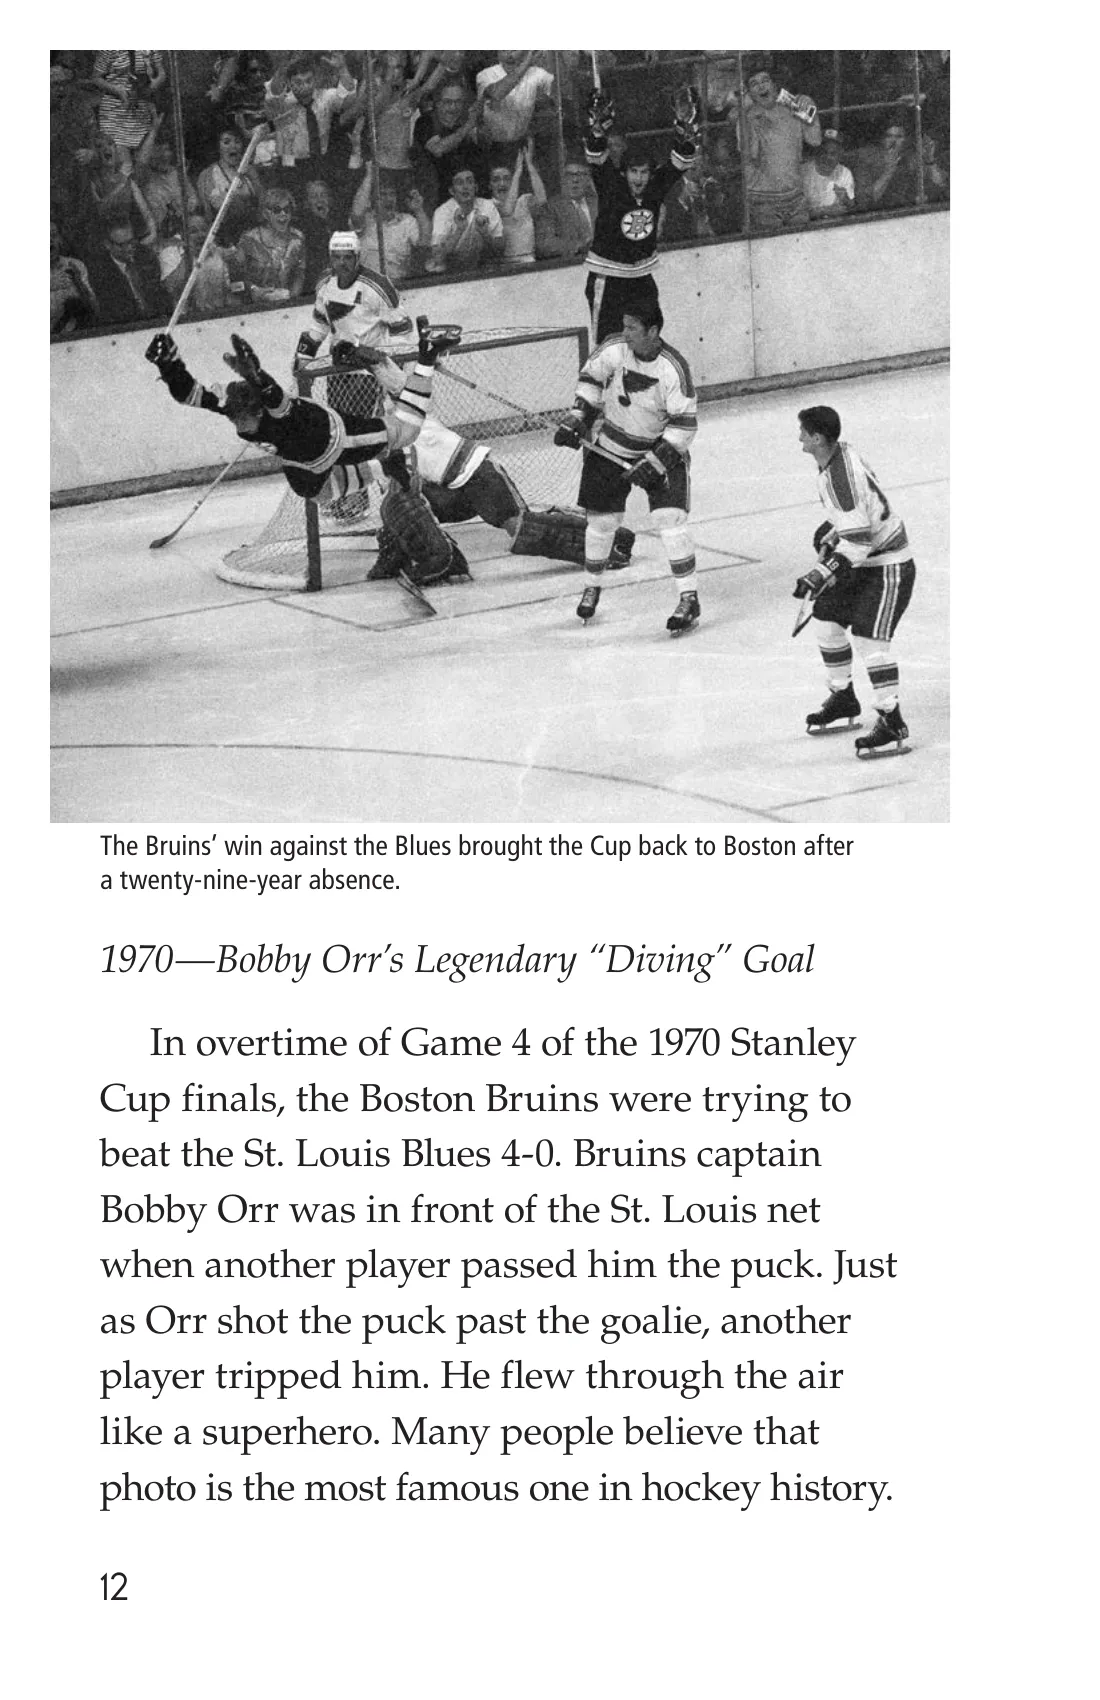 The Bruins’ win against the Blues brought the Cup back to Boston after
a twenty-nine-year absence.
1970—Bobby Orr’s Legendary “Diving” Goal
In overtime of Game 4 of the 1970 Stanley
Cup finals, the Boston Bruins were trying to
beat the St. Louis Blues 4-0. Bruins captain
Bobby Orr was in front of the St. Louis net
when another player passed him the puck. Just
as Orr shot the puck past the goalie, another
player tripped him. He flew through the air
like a superhero. Many people believe that
photo is the most famous one in hockey history.
12